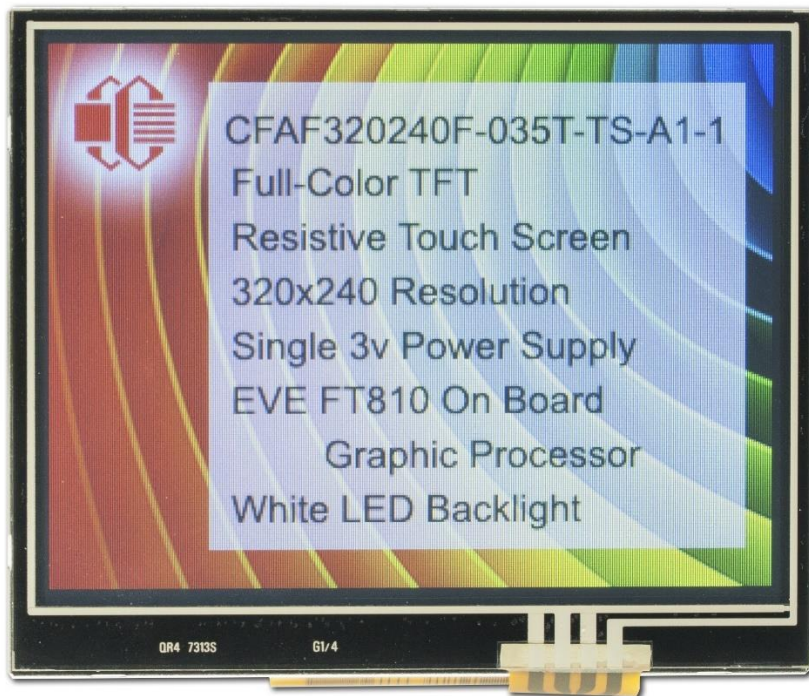 CFAF320240F-035T-TS-A1-1
Full-Color TFT
Resistive Touch Screen
320x240 Resolution
Single 3v Power Supply
EVE FT810 On Board
Graphic Processor
White LED Backlight
QR4 7313S G1/4